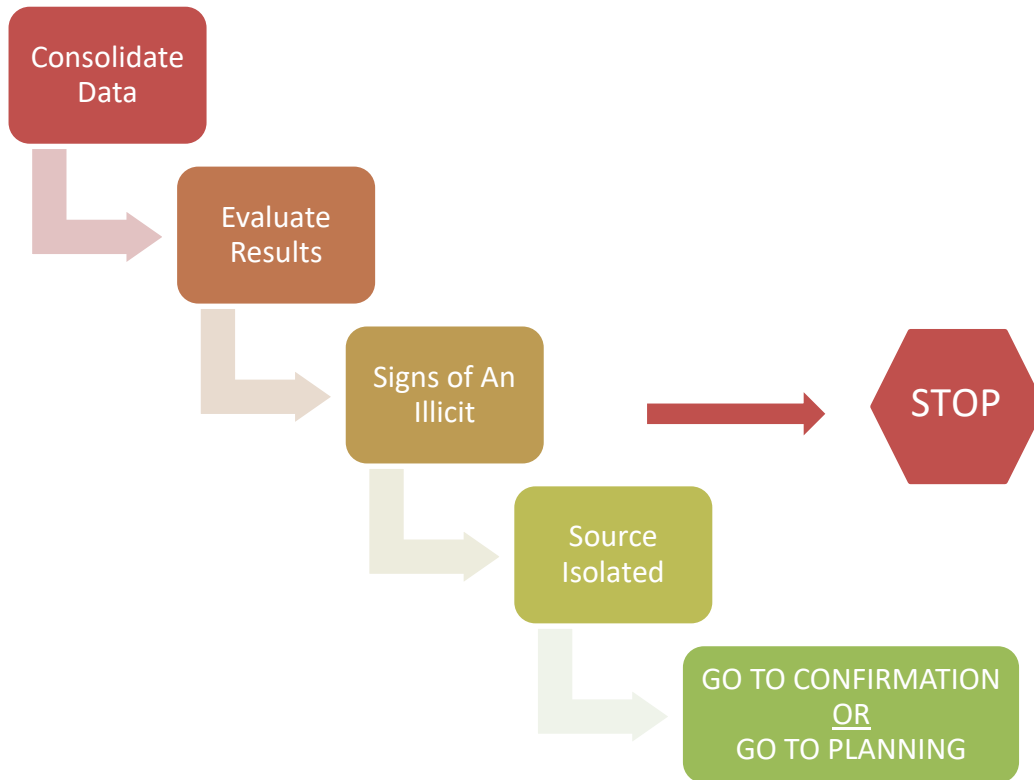 Consolidate
Data
Evaluate
Results
Signs of An
Illicit
STOP
Source
Isolated
GO TO CONFIRMATION
OR
GO TO PLANNING